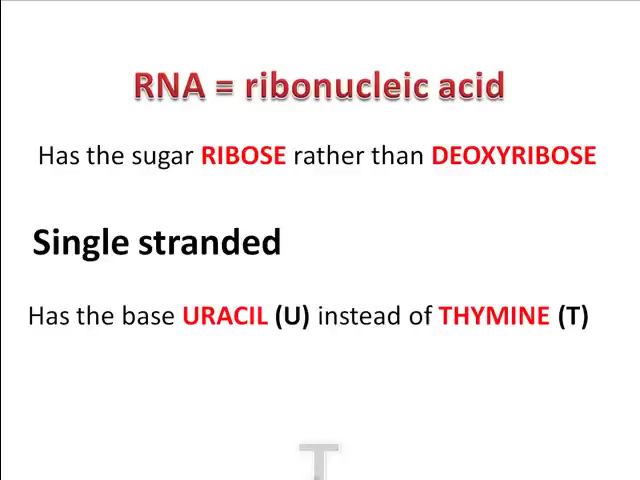 RNA = ribonucleic acid
Has the sugar RIBOSE rather than DEOXYRIBOSE
Single stranded
Has the base URACIL (U) instead of THYMINE (T)
T